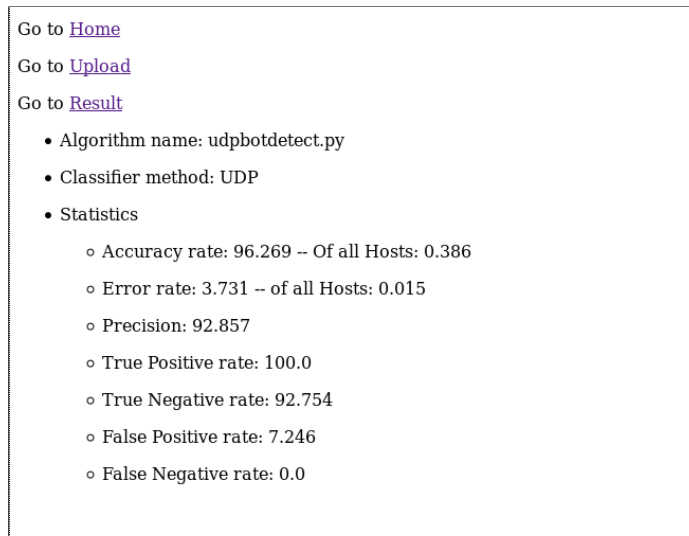 Go to Home
Go to Upload
Go to Result
Algorithm name: udpbotdetect.py
Classifier method: UDP
Statistics
Accuracy rate: 96.269 -- Of all Hosts: 0.386
Error rate: 3.731 -- of all Hosts: 0.015
Precision: 92.857
True Positive rate: 100.0
True Negative rate: 92.754
False Positive rate: 7.246
False Negative rate: 0.0